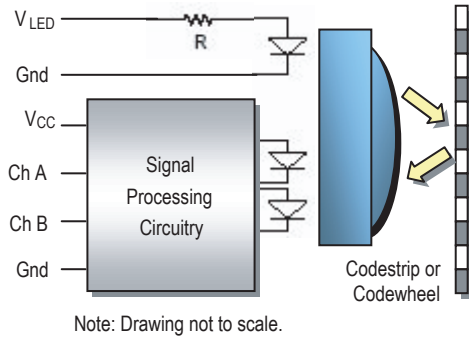 VLED
R
Gnd
VCC
Ch A
Ch B
Gnd
Signal
Processing
Circuitry
Codestrip or
Codewheel
Note: Drawing not to scale.